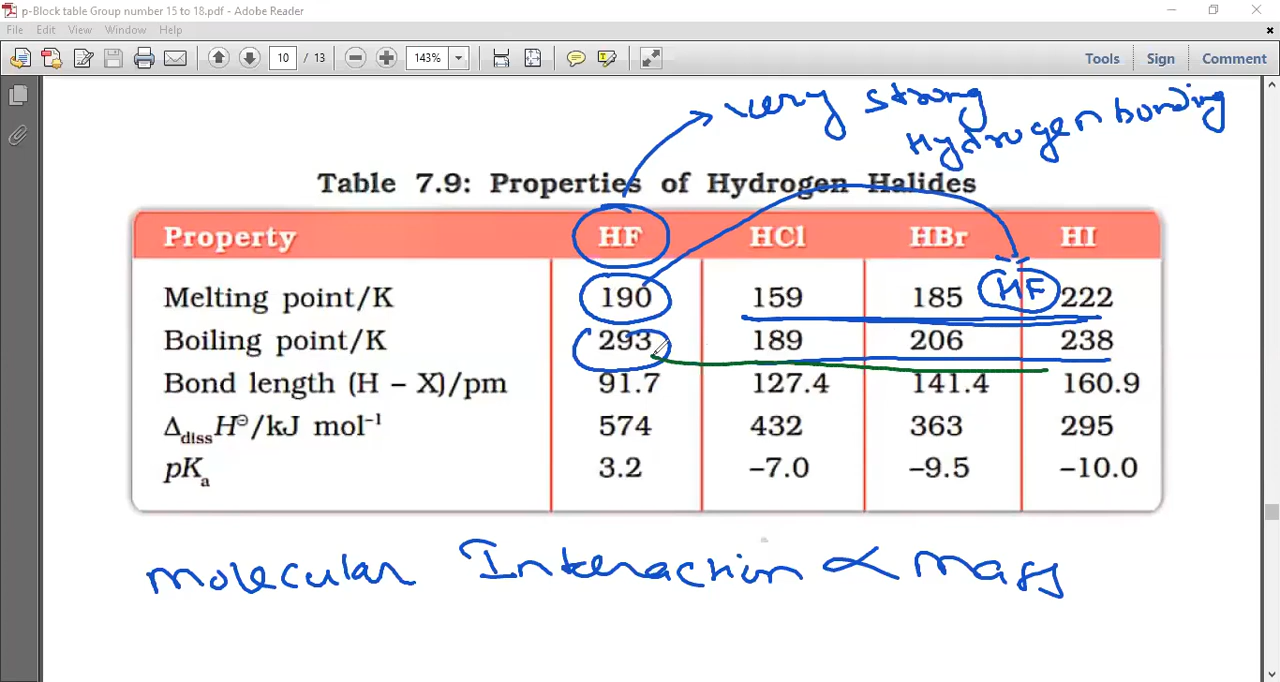 p-Block table Group number 15 to 18.pdf - Adobe Reader
File Edit View Window Help
10 / 13 143% Tools Sign Comment
very strong
Hydrogen bonding
Table 7.9: Properties of Hydrogen Halides
Property HF HCl HBr HI
Melting point/K 190 159 185 HF 222
Boiling point/K 293 189 206 238
Bond length (H – X)/pm 91.7 127.4 141.4 160.9
ΔdissH⊖/kJ mol⁻¹ 574 432 363 295
pKa 3.2 –7.0 –9.5 –10.0
molecular Interaction ∝ mass